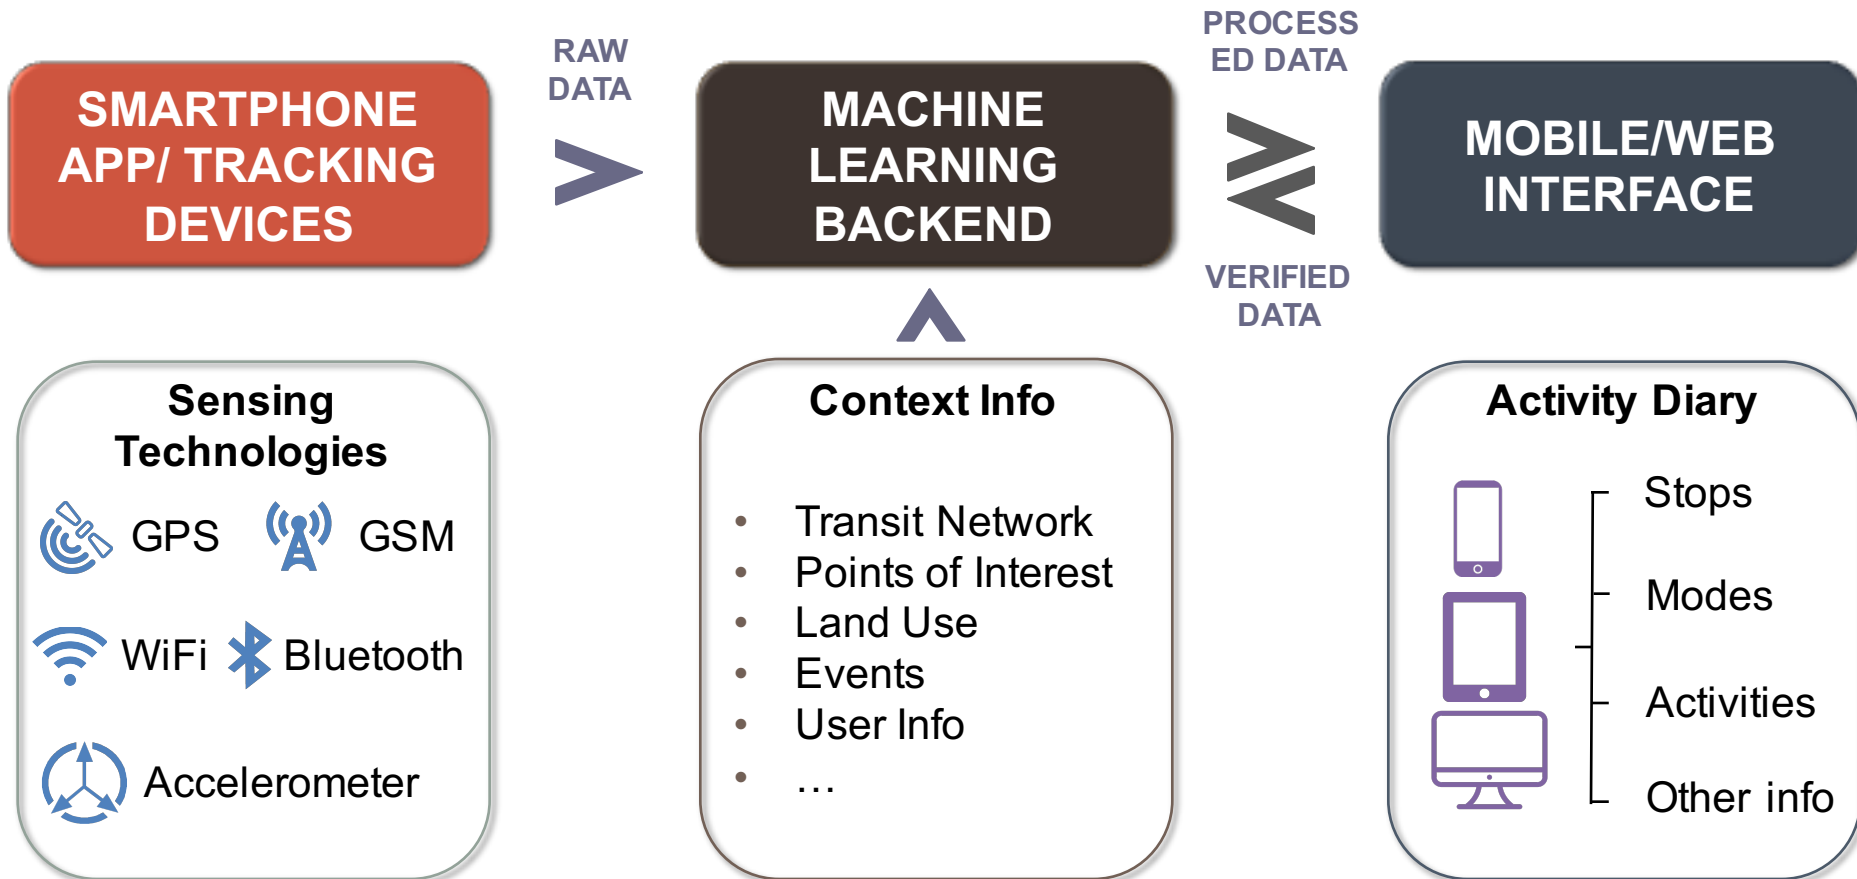 SMARTPHONE
APP/ TRACKING
DEVICES
RAW
DATA
MACHINE
LEARNING
BACKEND
PROCESS
ED DATA
VERIFIED
DATA
MOBILE/WEB
INTERFACE
Sensing
Technologies
GPS GSM
WiFi Bluetooth
Accelerometer
Context Info
• Transit Network
• Points of Interest
• Land Use
• Events
• User Info
• …
Activity Diary
Stops
Modes
Activities
Other info